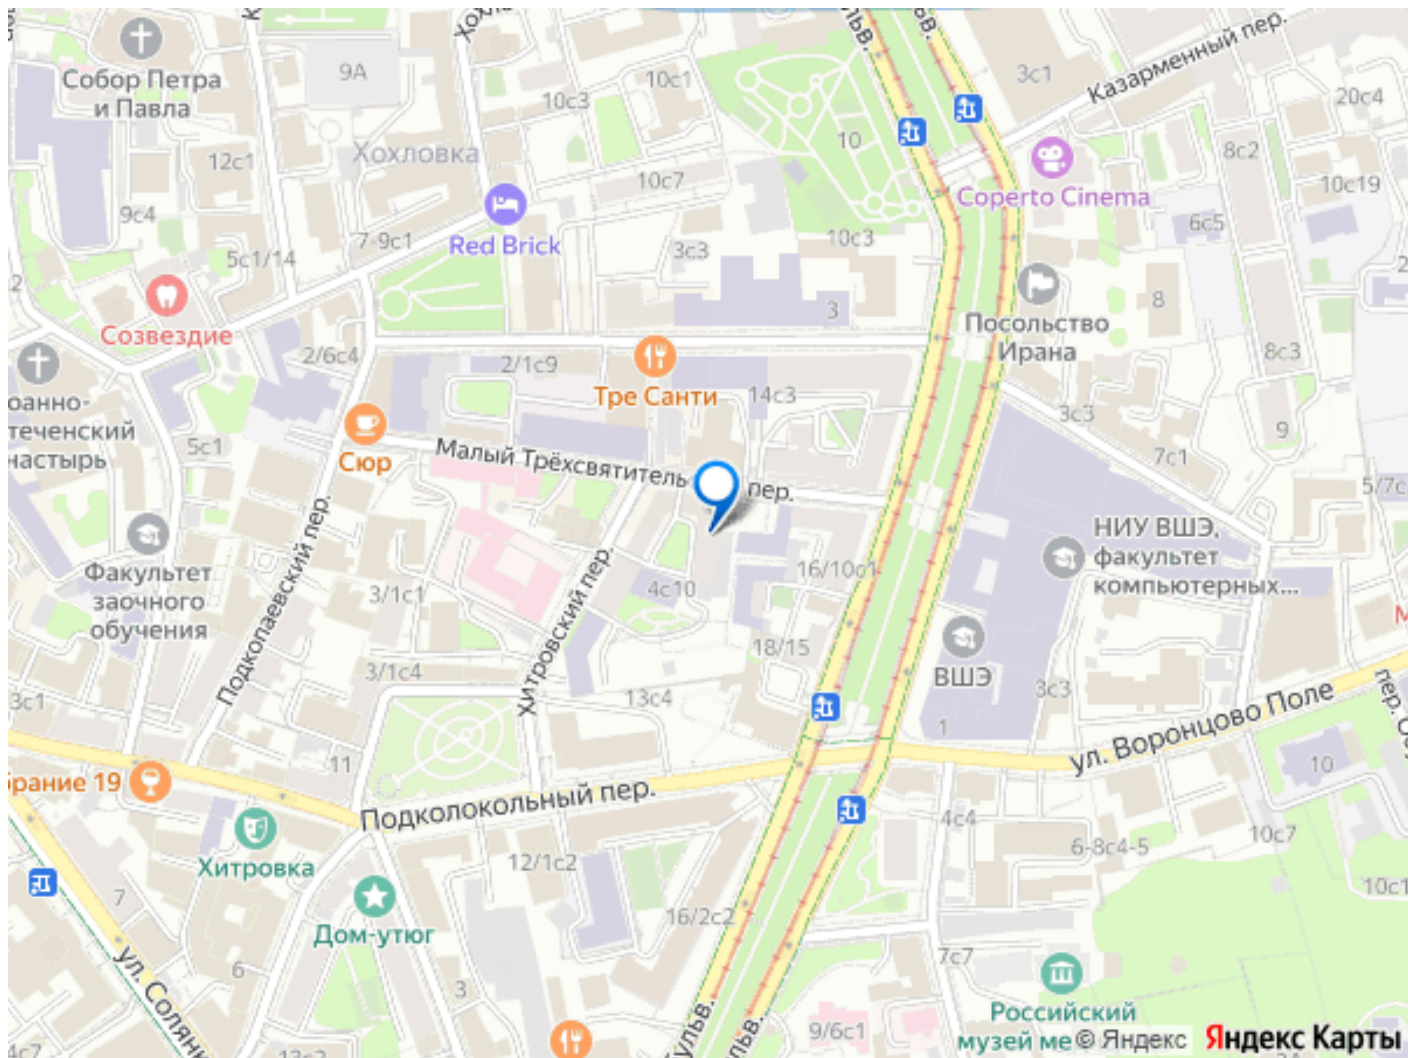 Собор Петра
и Павла
9А
10с1
10с3
3с1
Казарменный пер.
20с4
10
Хохловка
12с1
10с7
8с2
10с19
Coperto Cinema
9с4
7-9с1
Red Brick
3с3
10с3
6с5
5с1/14
Созвездие
3
8
Посольство
Ирана
2/6с4
2/1с9
8с3
Тре Санти
14с3
3с3
9
5с1
Сюр
Малый Трёхсвятитель
пер.
7с1
5/7с
НИУ ВШЭ,
факультет
компьютерных...
Факультет
заочного
обучения
Подкопаевский пер.
3/1с1
Хитровский пер.
4с10
16/10с1
18/15
ВШЭ
3/1с4
13с4
3с3
3с1
1
ул. Воронцово Поле
11
10
брание 19
Подколокольный пер.
Хитровка
12/1с2
4с4
6-8с4-5
10с7
7
10с1
Дом-утюг
16/2с2
7с7
6
3
Российский
музей ме
9/6с1
© Яндекс Яндекс Карты